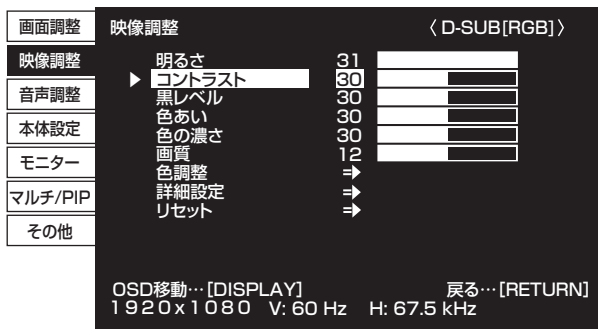 画面調整
映像調整
音声調整
本体設定
モニター
マルチ/PIP
その他
映像調整 〈D-SUB[RGB]〉
明るさ 31
コントラスト 30
黒レベル 30
色あい 30
色の濃さ 30
画質 12
色調整
詳細設定
リセット
OSD移動…[DISPLAY] 戻る…[RETURN]
1920x1080 V: 60 Hz H: 67.5 kHz